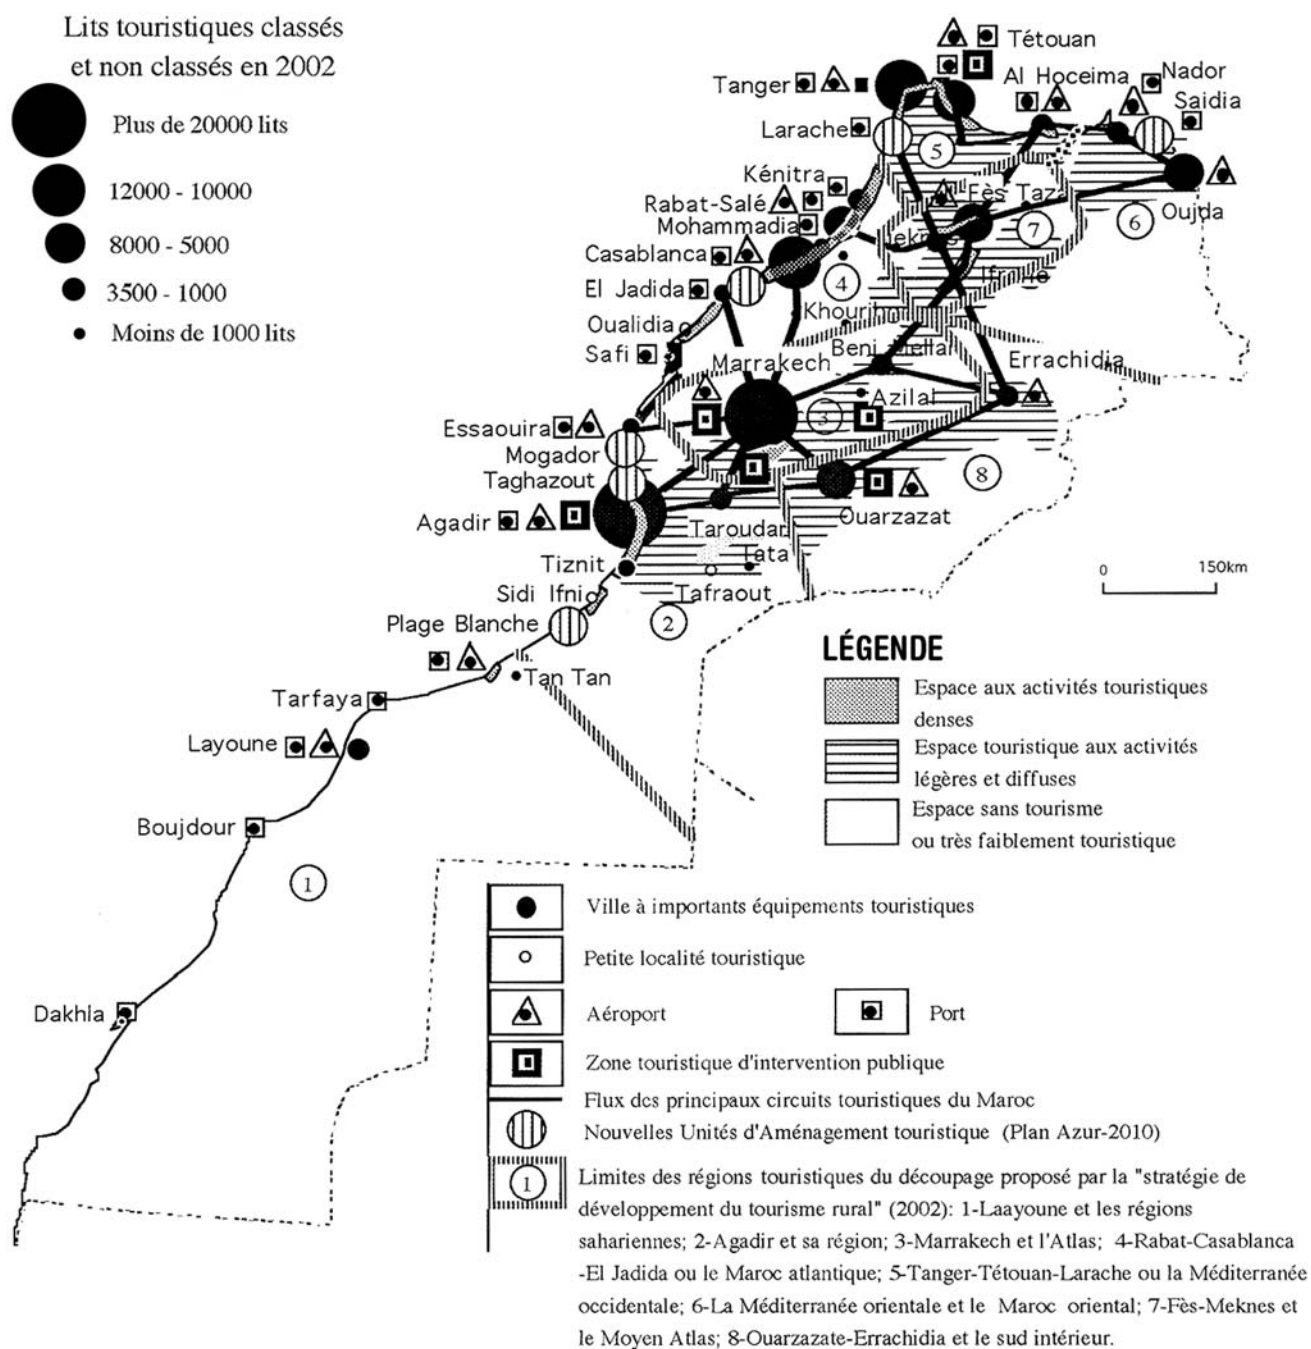 Lits touristiques classés
et non classés en 2002
Plus de 20000 lits
12000 - 10000
8000 - 5000
3500 - 1000
Moins de 1000 lits
Tétouan
Tanger
Al Hoceima
Nador
Saidia
Larache
5
Kénitra
Rabat-Salé
Fès Taza
Mohammadia
7
6
Oujda
Casablanca
4
El Jadida
Oualidia
Safi
Marrakech
Errachidia
Azilal
Essaouira
3
Mogador
Taghazout
8
Agadir
Ouarzazat
Taroudan
Tata
Tiznit
0 150km
Sidi Ifni
Tafraout
Plage Blanche
2
Tan Tan
Tarfaya
Layoune
Boujdour
1
Dakhla
LÉGENDE
Espace aux activités touristiques
denses
Espace touristique aux activités
légères et diffuses
Espace sans tourisme
ou très faiblement touristique
Ville à importants équipements touristiques
Petite localité touristique
Aéroport
Port
Zone touristique d'intervention publique
Flux des principaux circuits touristiques du Maroc
Nouvelles Unités d'Aménagement touristique (Plan Azur-2010)
1
Limites des régions touristiques du découpage proposé par la "stratégie de
développement du tourisme rural" (2002): 1-Laayoune et les régions
sahariennes; 2-Agadir et sa région; 3-Marrakech et l'Atlas; 4-Rabat-Casablanca
-El Jadida ou le Maroc atlantique; 5-Tanger-Tétouan-Larache ou la Méditerranée
occidentale; 6-La Méditerranée orientale et le Maroc oriental; 7-Fès-Meknes et
le Moyen Atlas; 8-Ouarzazate-Errachidia et le sud intérieur.